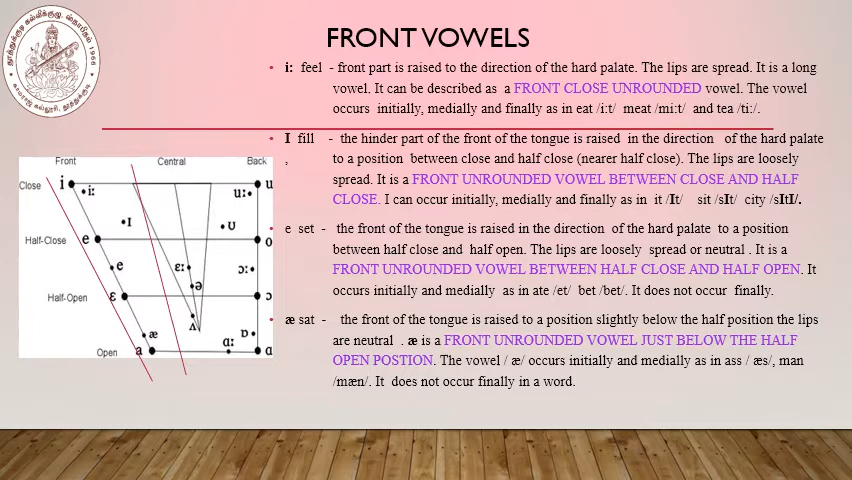 தூத்துக்குடி கல்விக்குழு, ஸ்தாபிதம் 1966
காமராஜ் கல்லூரி, தூத்துக்குடி
FRONT VOWELS
• i: feel - front part is raised to the direction of the hard palate. The lips are spread. It is a long
vowel. It can be described as a FRONT CLOSE UNROUNDED vowel. The vowel
occurs initially, medially and finally as in eat /i:t/ meat /mi:t/ and tea /ti:/.
• I fill - the hinder part of the front of the tongue is raised in the direction of the hard palate
, to a position between close and half close (nearer half close). The lips are loosely
spread. It is a FRONT UNROUNDED VOWEL BETWEEN CLOSE AND HALF
CLOSE. I can occur initially, medially and finally as in it /It/ sit /sIt/ city /sItI/.
• e set - the front of the tongue is raised in the direction of the hard palate to a position
between half close and half open. The lips are loosely spread or neutral . It is a
FRONT UNROUNDED VOWEL BETWEEN HALF CLOSE AND HALF OPEN. It
occurs initially and medially as in ate /et/ bet /bet/. It does not occur finally.
• æ sat - the front of the tongue is raised to a position slightly below the half position the lips
are neutral . æ is a FRONT UNROUNDED VOWEL JUST BELOW THE HALF
OPEN POSTION. The vowel / æ/ occurs initially and medially as in ass / æs/, man
/mæn/. It does not occur finally in a word.
Front Central Back
Close i i: u: u
I ʊ
Half-Close e o
e ɛ: ɔ:
ə
Half-Open ɛ ɔ
ʌ
æ ɒ
Open a ɑ: ɑ